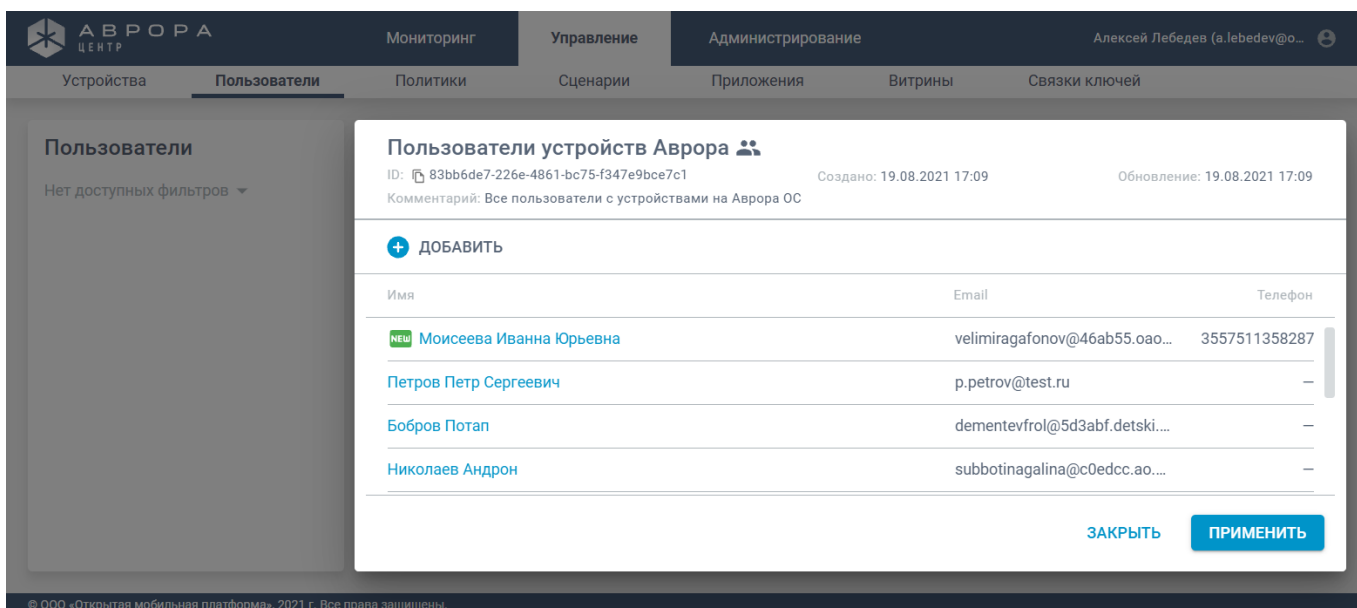 АВРОРА
ЦЕНТР
Мониторинг
Управление
Администрирование
Алексей Лебедев (a.lebedev@o...
Устройства
Пользователи
Политики
Сценарии
Приложения
Витрины
Связки ключей
Пользователи
Нет доступных фильтров
Пользователи устройств Аврора
ID: 83bb6de7-226e-4861-bc75-f347e9bce7c1
Создано: 19.08.2021 17:09
Обновление: 19.08.2021 17:09
Комментарий: Все пользователи с устройствами на Аврора ОС
ДОБАВИТЬ
Имя Email Телефон
NEW Моисеева Иванна Юрьевна velimiragafonov@46ab55.oao... 3557511358287
Петров Петр Сергеевич p.petrov@test.ru —
Бобров Потап dementevfrol@5d3abf.detski.... —
Николаев Андрон subbotinagalina@c0edcc.ao.... —
ЗАКРЫТЬ
ПРИМЕНИТЬ
© ООО «Открытая мобильная платформа», 2021 г. Все права защищены.